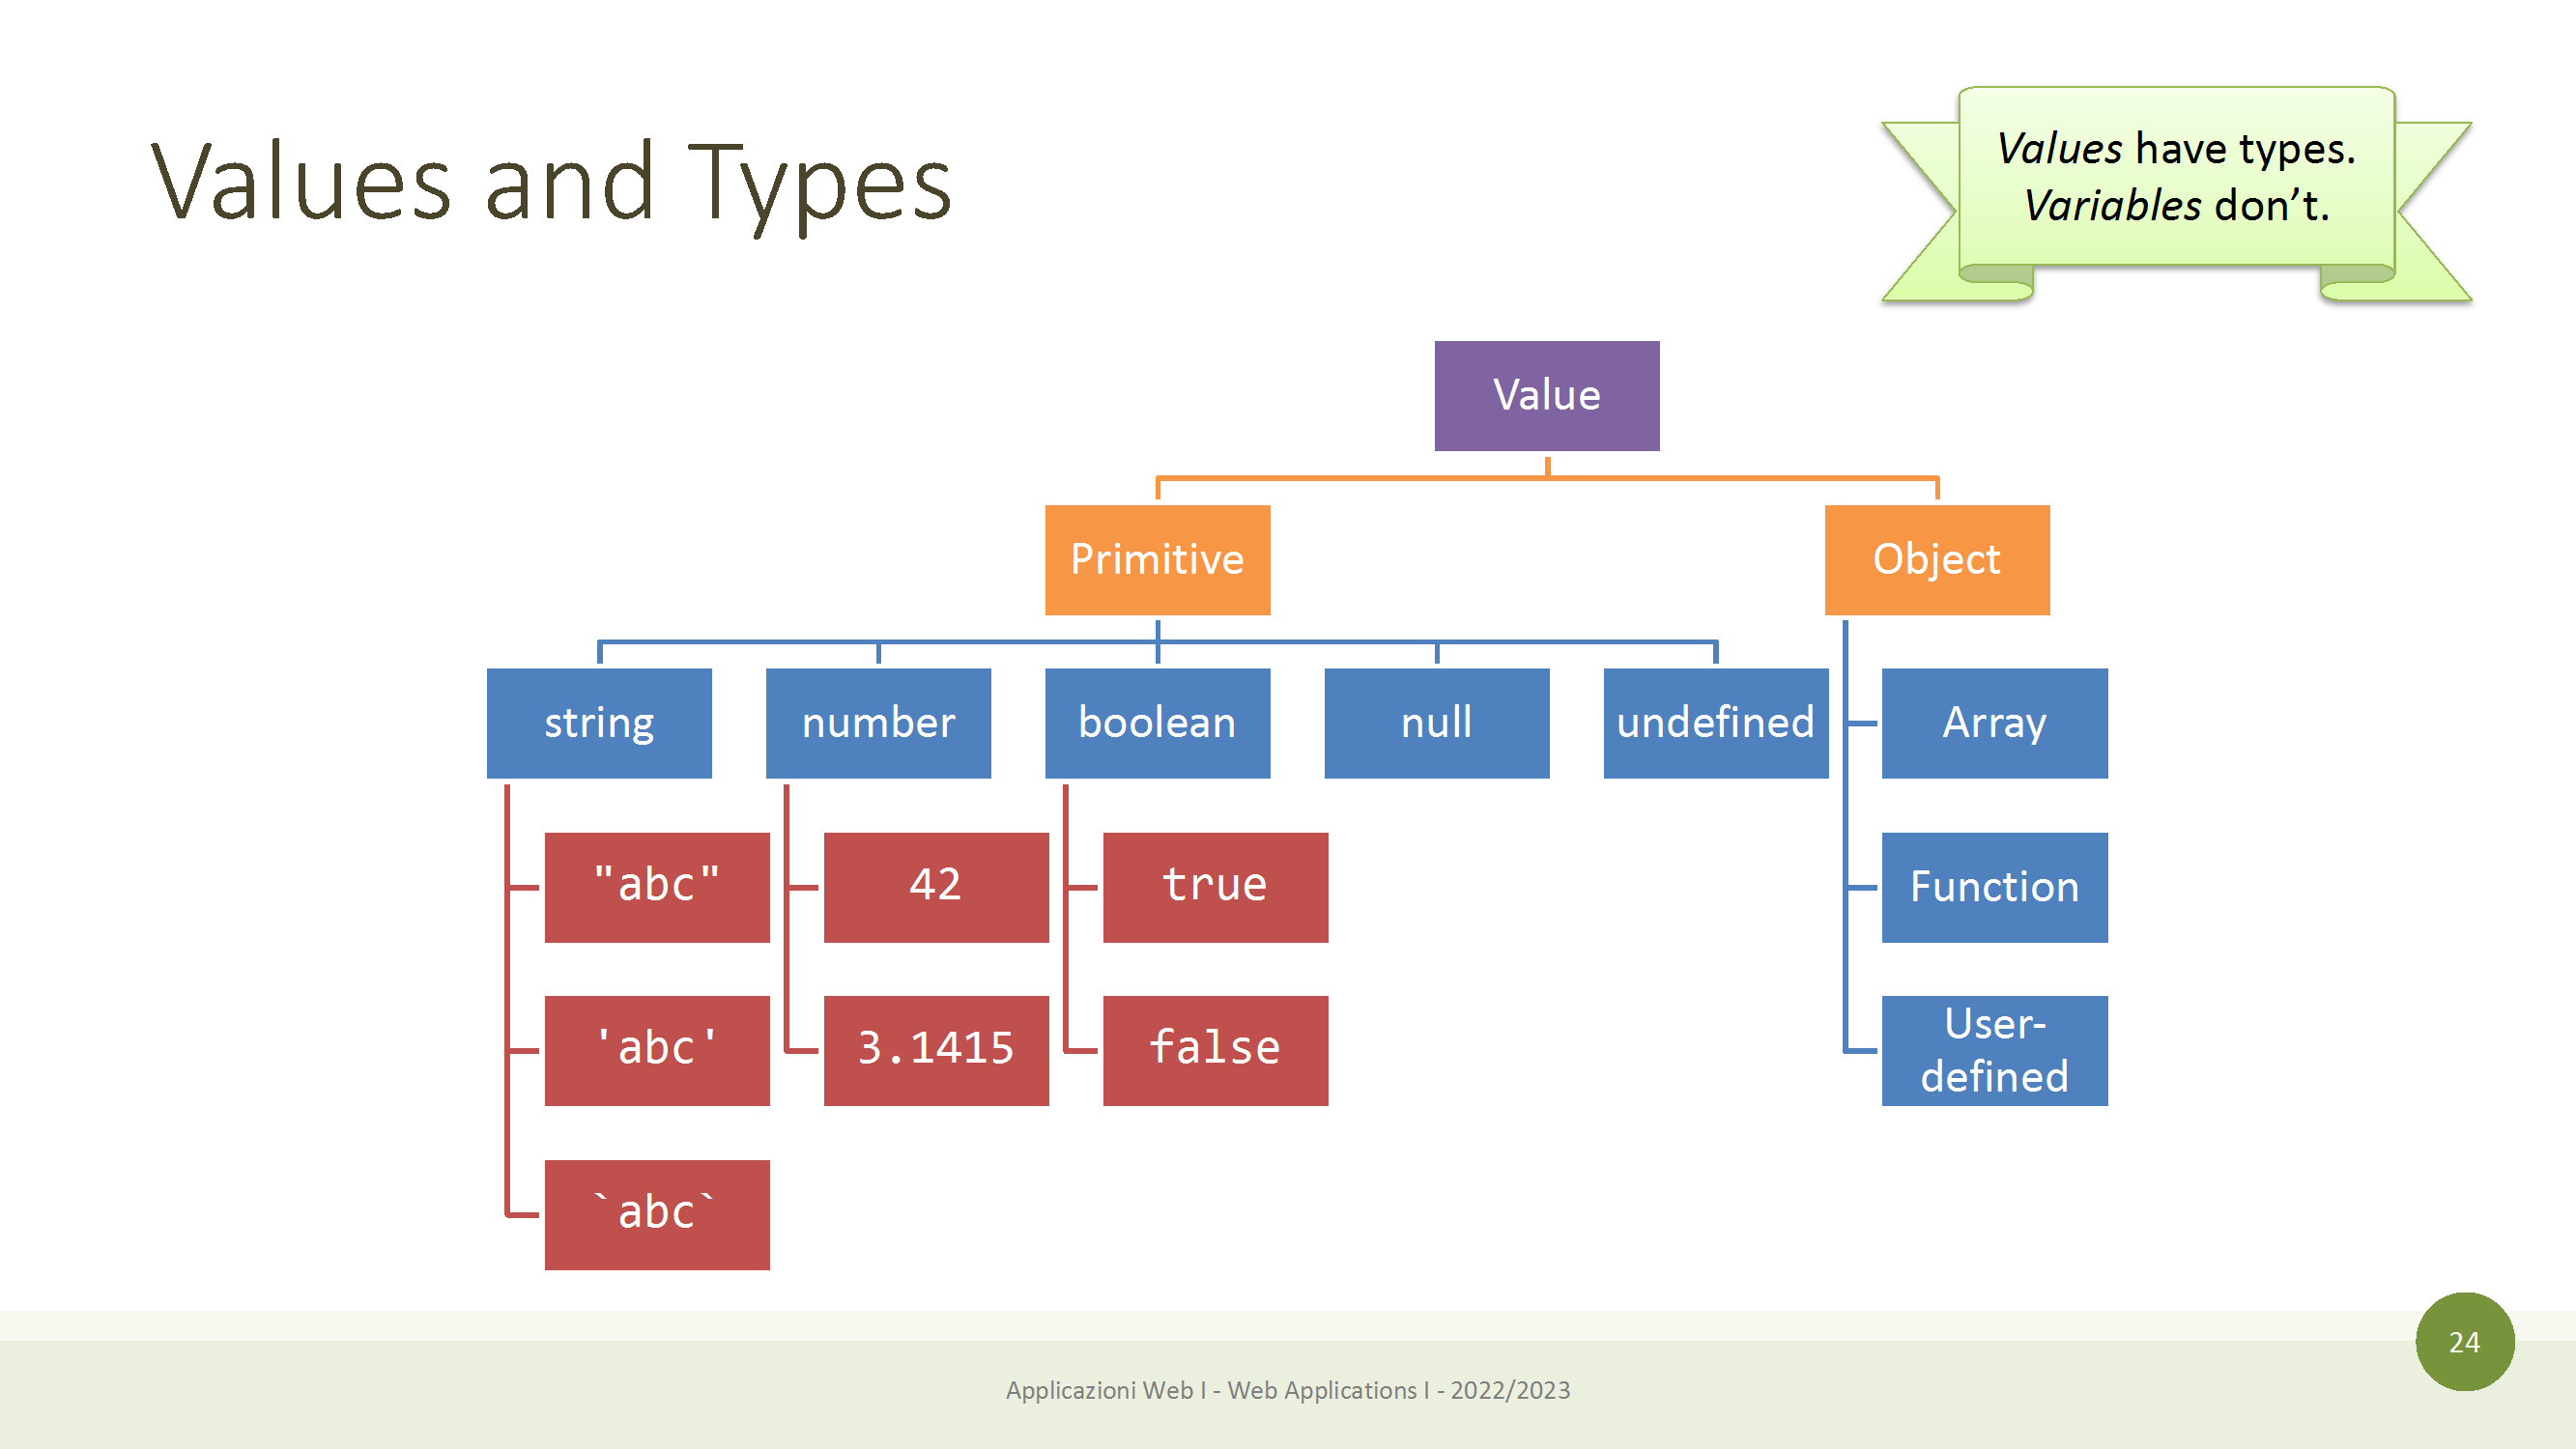 Values and Types
Values have types.
Variables don’t.
Value
Primitive
Object
string
number
boolean
null
undefined
Array
"abc"
42
true
Function
'abc'
3.1415
false
User-
defined
`abc`
24
Applicazioni Web I - Web Applications I - 2022/2023